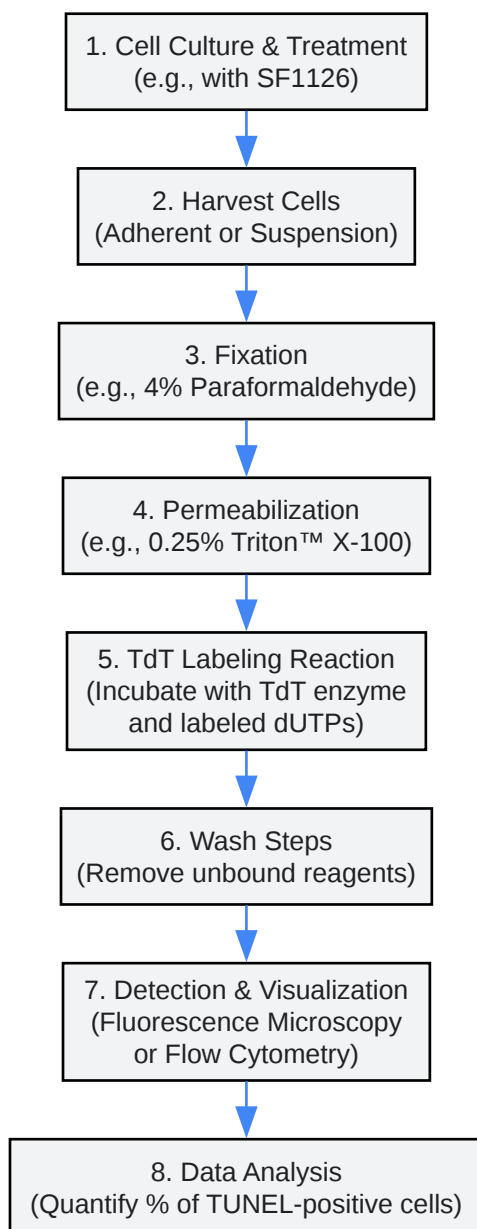 1. Cell Culture & Treatment
(e.g., with SF1126)
2. Harvest Cells
(Adherent or Suspension)
3. Fixation
(e.g., 4% Paraformaldehyde)
4. Permeabilization
(e.g., 0.25% Triton™ X-100)
5. TdT Labeling Reaction
(Incubate with TdT enzyme
and labeled dUTPs)
6. Wash Steps
(Remove unbound reagents)
7. Detection & Visualization
(Fluorescence Microscopy
or Flow Cytometry)
8. Data Analysis
(Quantify % of TUNEL-positive cells)